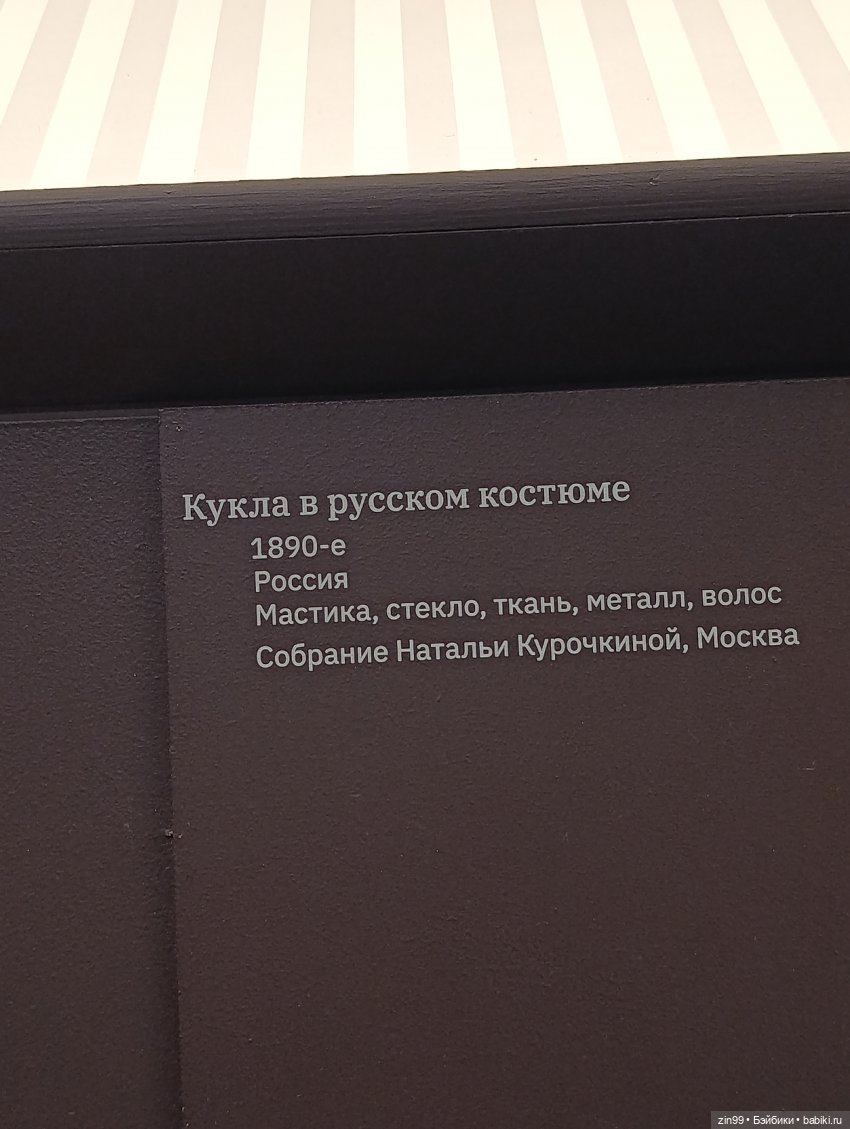 Кукла в русском костюме
1890-е
Россия
Мастика, стекло, ткань, металл, волос
Собрание Натальи Курочкиной, Москва
zin99 • Бэйбики • babiki.ru